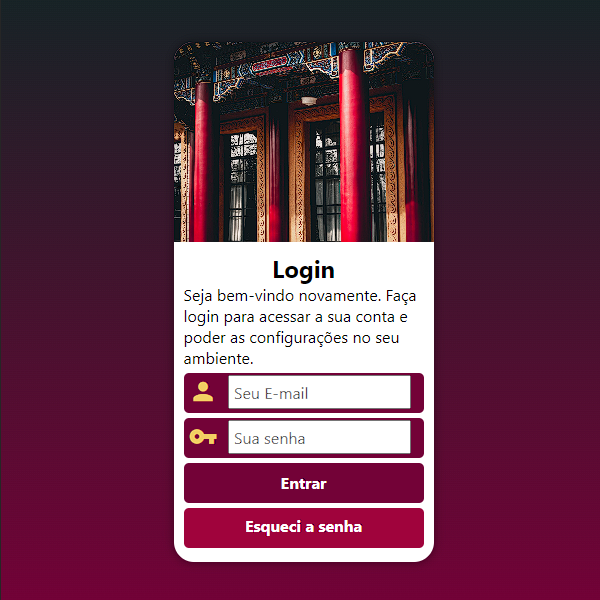 Login
Seja bem-vindo novamente. Faça
login para acessar a sua conta e
poder as configurações no seu
ambiente.
Seu E-mail
Sua senha
Entrar
Esqueci a senha